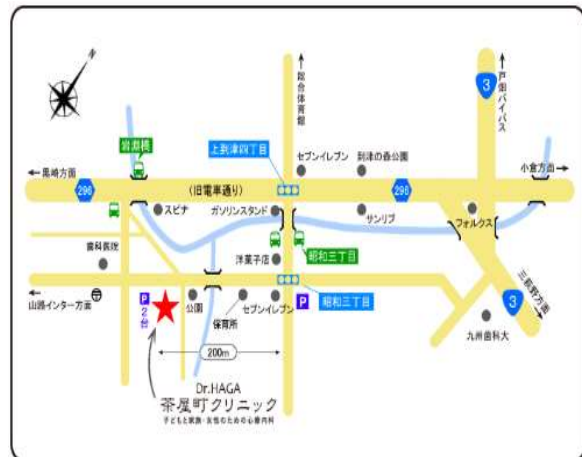 N
総合体育館
3
戸畑バイパス
岩淵橋
上到津四丁目
セブンイレブン
到津の森公園
小倉方面
黒崎方面
296
(旧電車通り)
296
スピナ
ガソリンスタンド
サンリブ
フォルクス
昭和三丁目
歯科医院
洋菓子店
昭和三丁目
三萩野方面
山路インター方面
P
2台
公園
保育所
セブンイレブン
P
3
九州歯科大
200m
Dr.HAGA
茶屋町クリニック
子どもと家族・女性のための心療内科